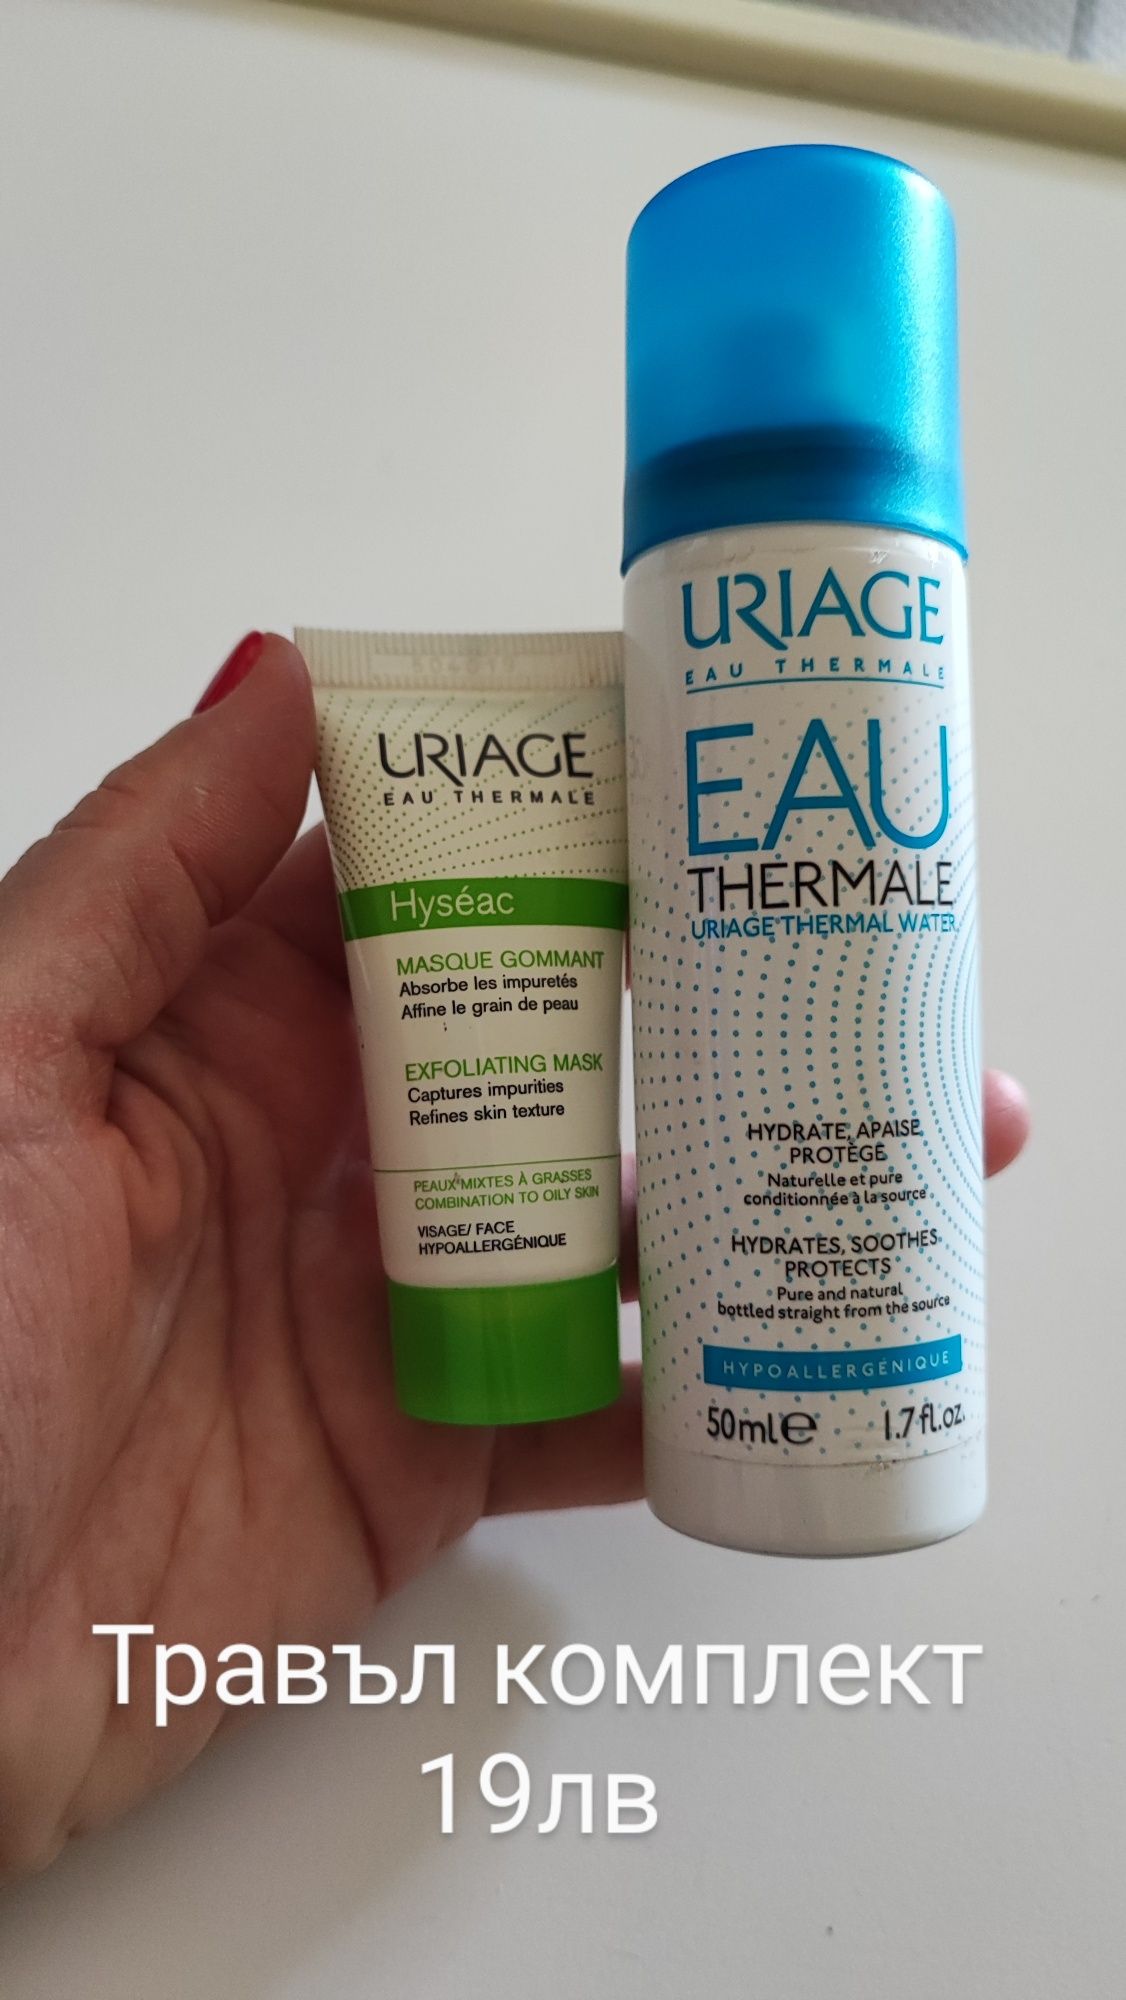 URIAGE
EAU THERMALE
Hyséac
MASQUE GOMMANT
Absorbe les impuretés
Affine le grain de peau
EXFOLIATING MASK
Captures impurities
Refines skin texture
PEAUX MIXTES À GRASSES
COMBINATION TO OILY SKIN
VISAGE/ FACE
HYPOALLERGÉNIQUE
URIAGE
EAU THERMALE
EAU
THERMALE
URIAGE THERMAL WATER
HYDRATE, APAISE,
PROTÈGE
Naturelle et pure
conditionnée à la source
HYDRATES, SOOTHES,
PROTECTS
Pure and natural
bottled straight from the source
HYPOALLERGÉNIQUE
50ml e 1.7 fl.oz.
Травъл комплект
19лв